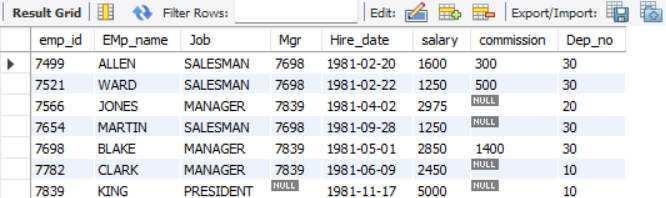 Result Grid Filter Rows: Edit: Export/Import:
emp_id EMp_name Job Mgr Hire_date salary commission Dep_no
7499 ALLEN SALESMAN 7698 1981-02-20 1600 300 30
7521 WARD SALESMAN 7698 1981-02-22 1250 500 30
7566 JONES MANAGER 7839 1981-04-02 2975 NULL 20
7654 MARTIN SALESMAN 7698 1981-09-28 1250 NULL 30
7698 BLAKE MANAGER 7839 1981-05-01 2850 1400 30
7782 CLARK MANAGER 7839 1981-06-09 2450 NULL 10
7839 KING PRESIDENT NULL 1981-11-17 5000 NULL 10